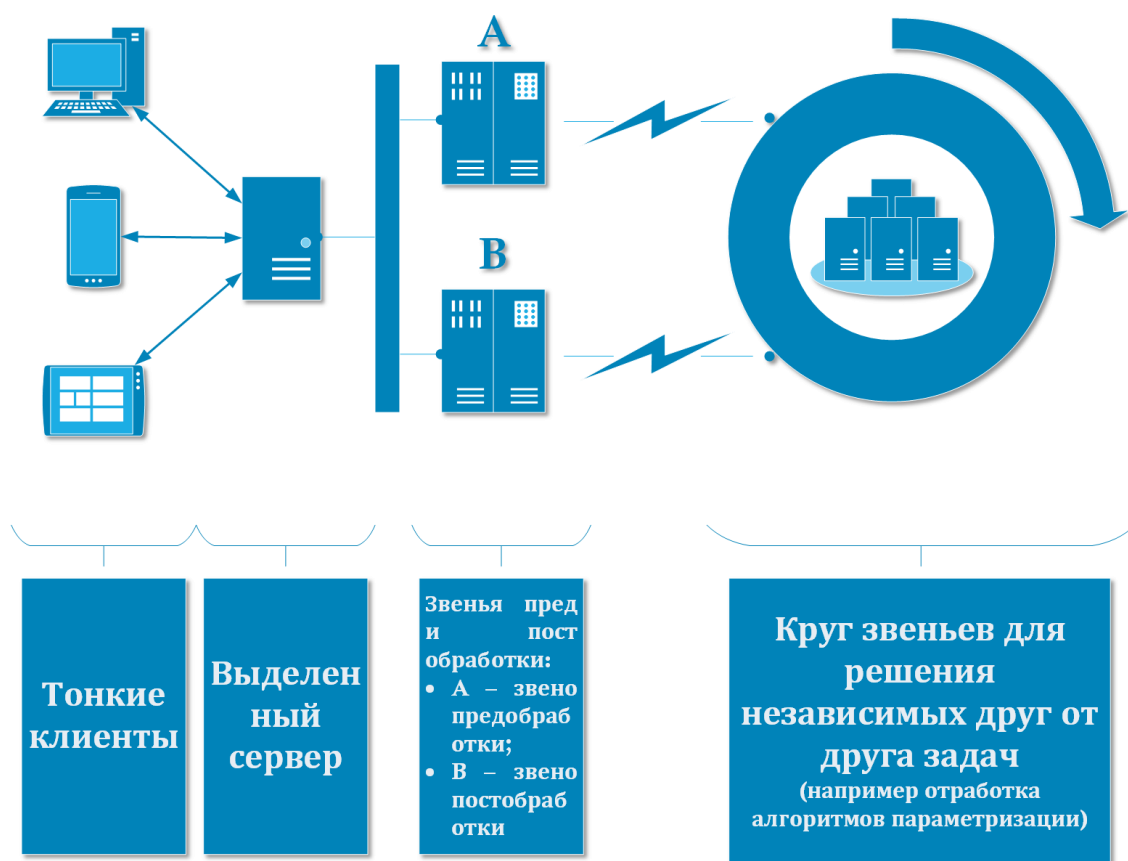 A
B
Тонкие
клиенты
Выделен
ный
сервер
Звенья пред
и пост
обработки:
• А – звено
предобраб
отки;
• В – звено
постобраб
отки
Круг звеньев для
решения
независимых друг от
друга задач
(например отработка
алгоритмов параметризации)